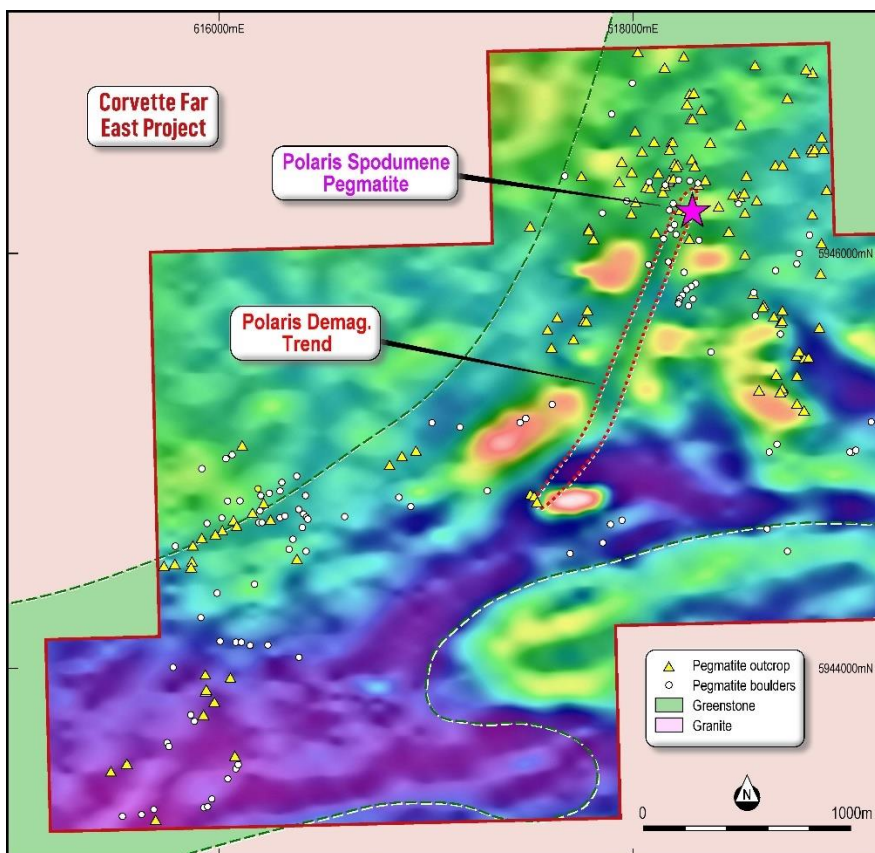 616000mE
518000mE
Corvette Far
East Project
Polaris Spodumene
Pegmatite
5946000mN
Polaris Demag.
Trend
5944000mN
Pegmatite outcrop
Pegmatite boulders
Greenstone
Granite
N
0 1000m